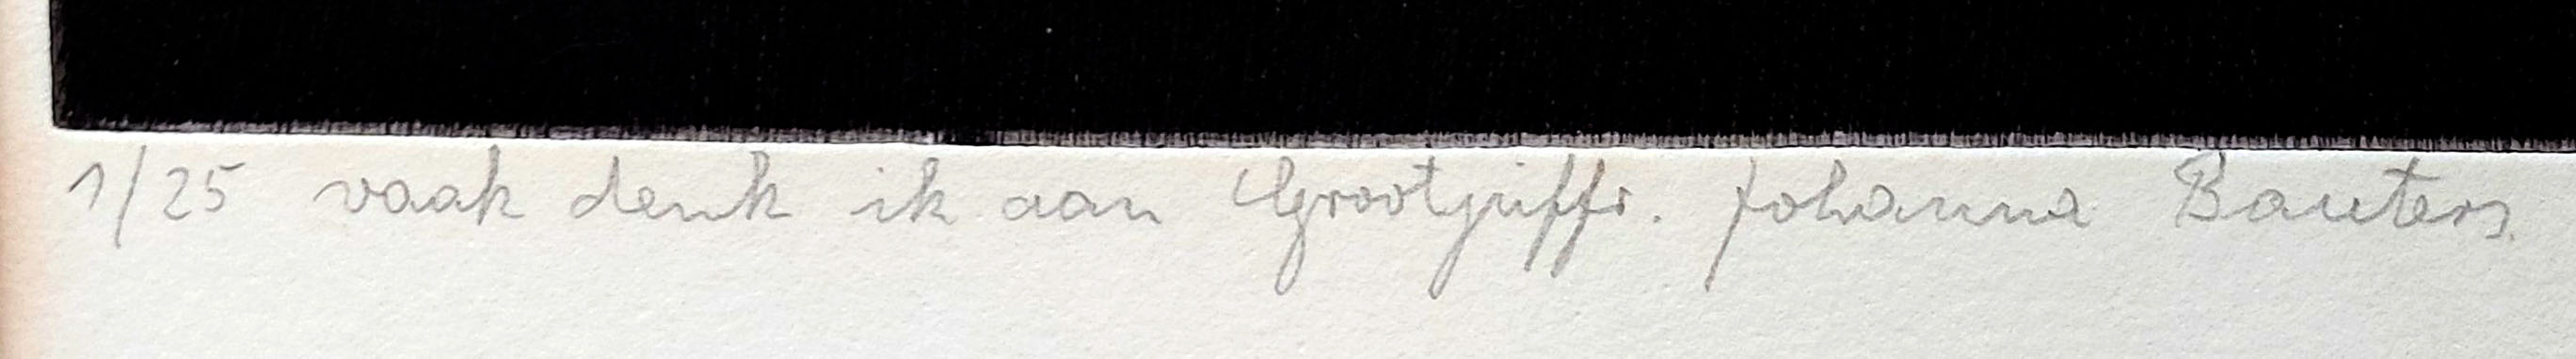 1/25 vaak denk ik aan Grootjuffr. Johanna Bauters.